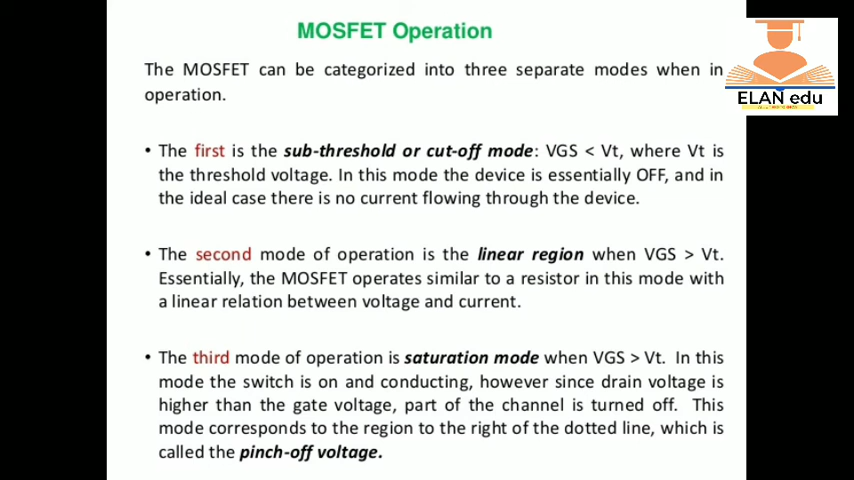 MOSFET Operation
The MOSFET can be categorized into three separate modes when in
operation.
• The first is the sub-threshold or cut-off mode: VGS < Vt, where Vt is
the threshold voltage. In this mode the device is essentially OFF, and in
the ideal case there is no current flowing through the device.
• The second mode of operation is the linear region when VGS > Vt.
Essentially, the MOSFET operates similar to a resistor in this mode with
a linear relation between voltage and current.
• The third mode of operation is saturation mode when VGS > Vt. In this
mode the switch is on and conducting, however since drain voltage is
higher than the gate voltage, part of the channel is turned off. This
mode corresponds to the region to the right of the dotted line, which is
called the pinch-off voltage.
ELAN edu